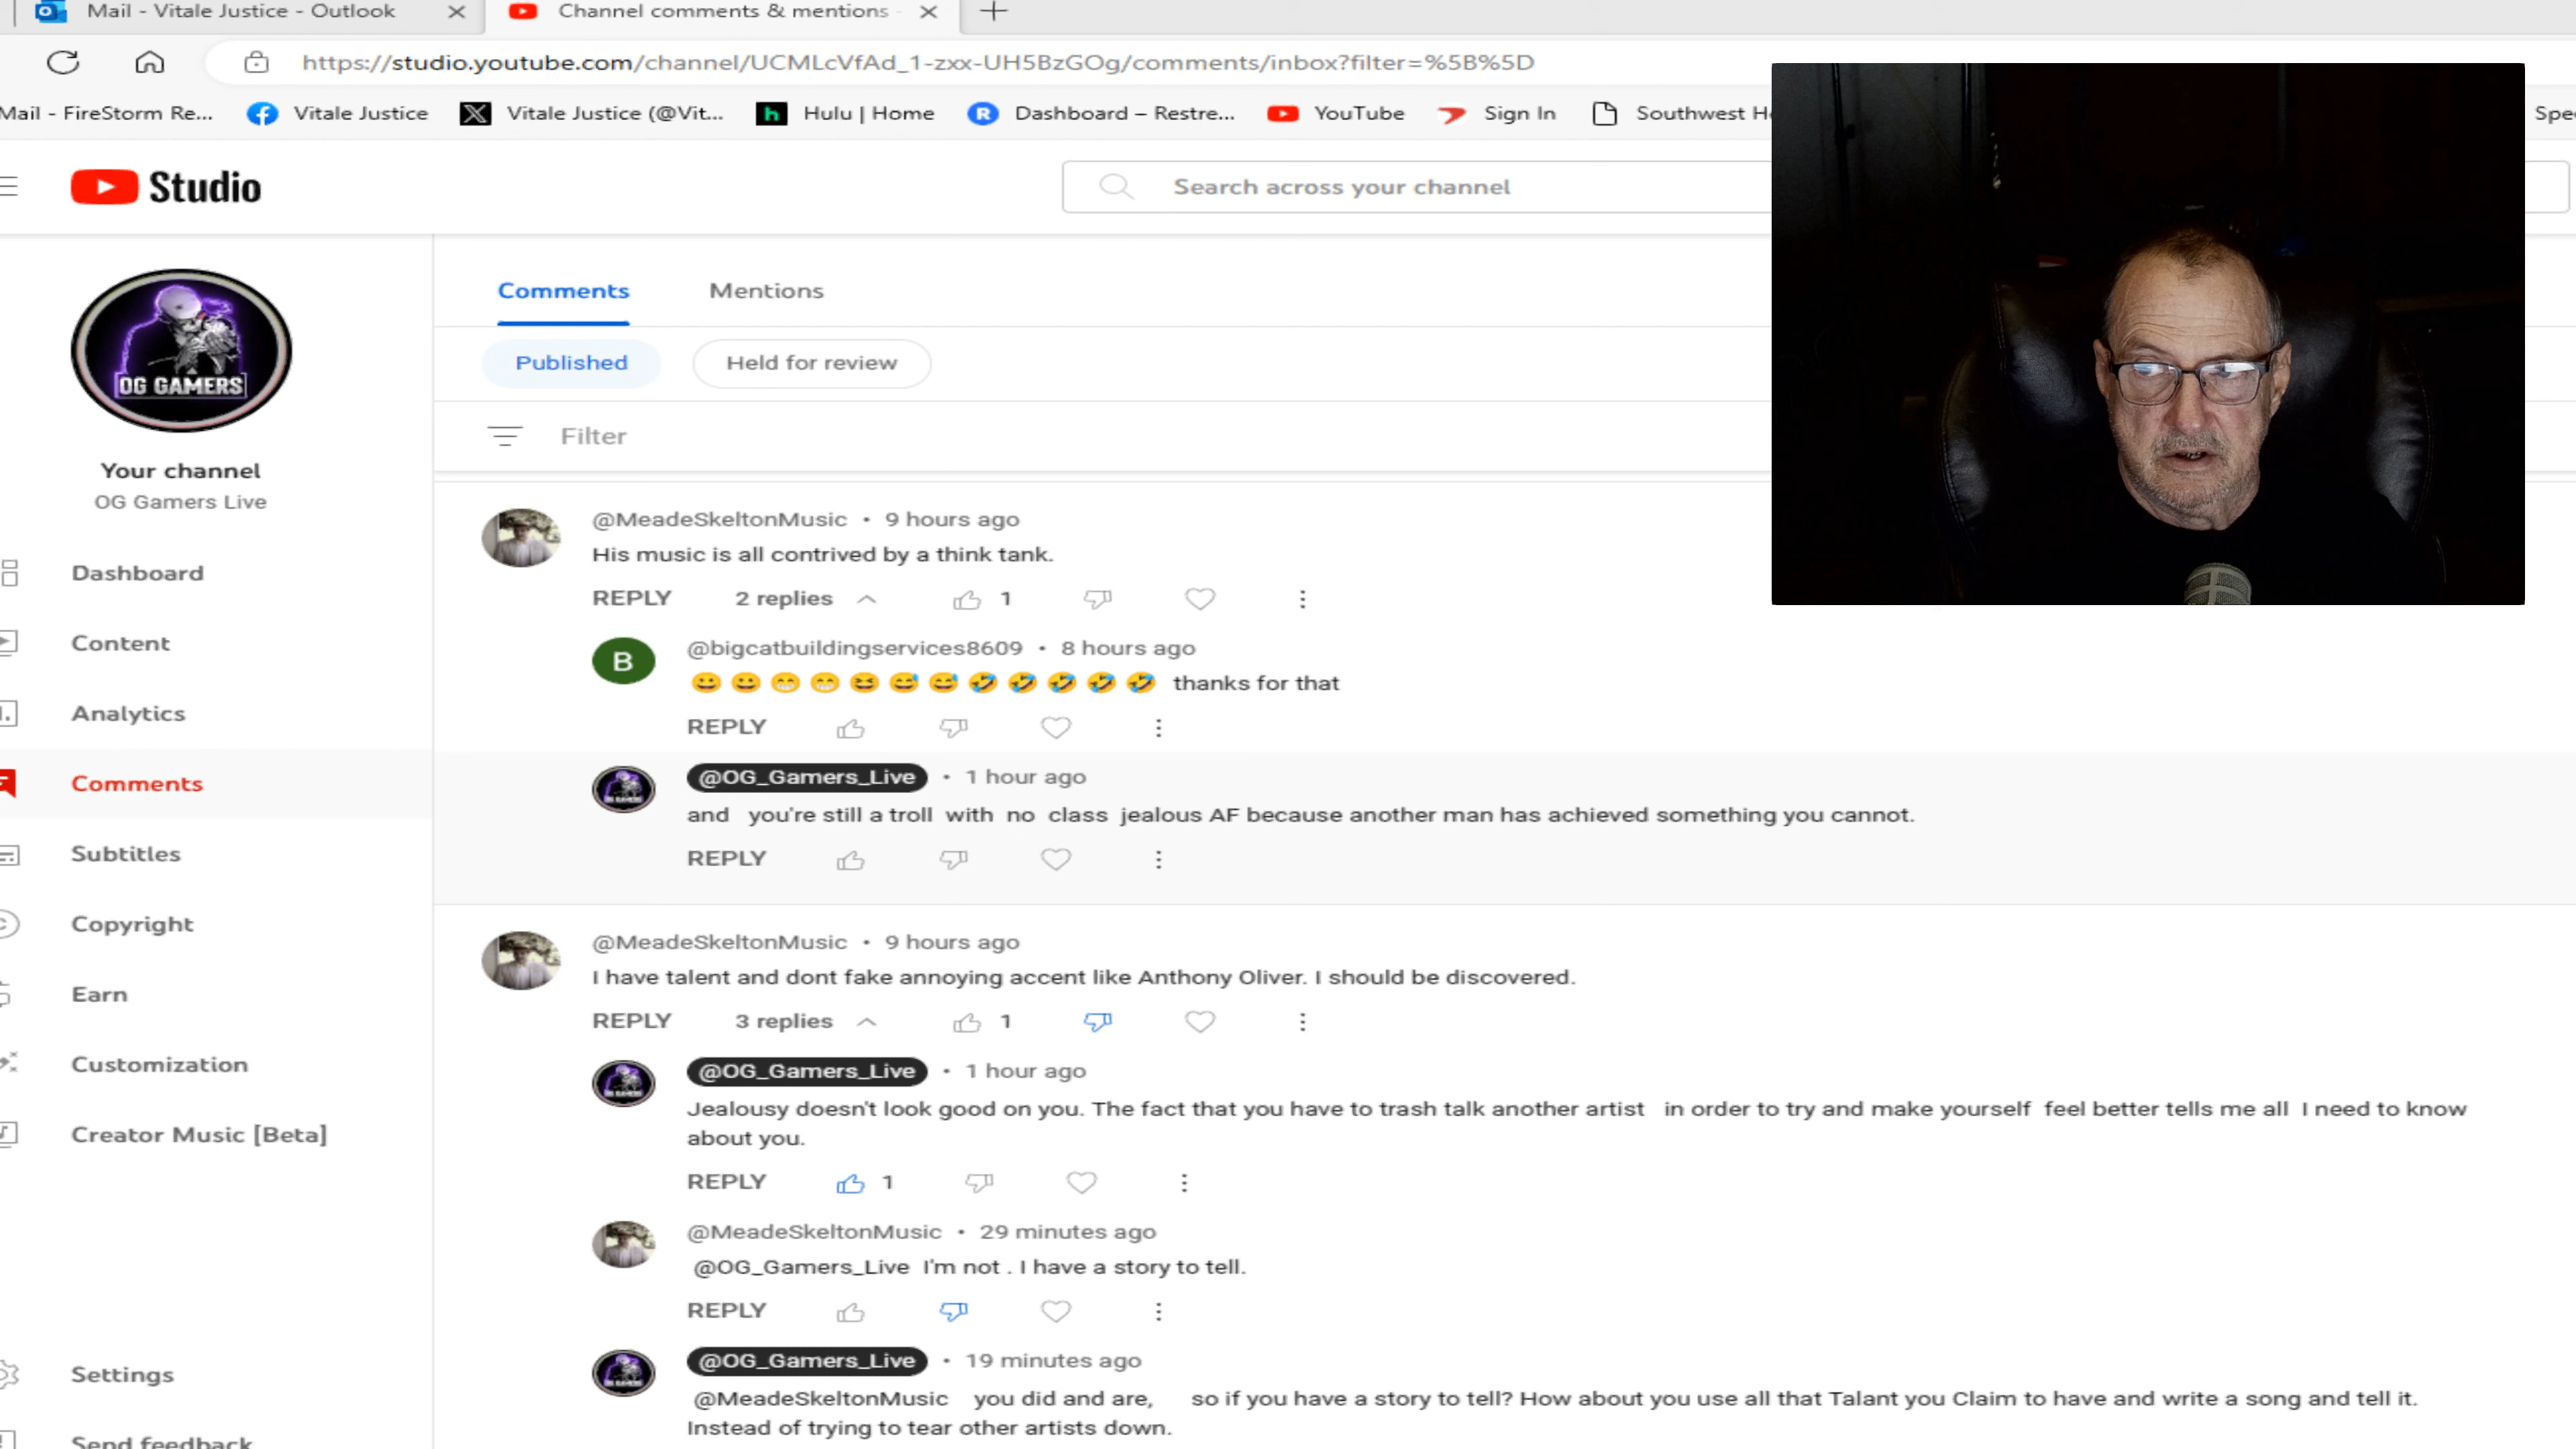 Mail - Vitale Justice - Outlook
Channel comments & mentions -
https://studio.youtube.com/channel/UCMLcVfAd_1-zxx-UH5BzGOg/comments/inbox?filter=%5B%5D
Mail - FireStorm Re...
Vitale Justice
Vitale Justice (@Vit...
Hulu | Home
Dashboard – Restre...
YouTube
Sign In
Southwest
Studio
Search across your channel
OG GAMERS
Your channel
OG Gamers Live
Dashboard
Content
Analytics
Comments
Subtitles
Copyright
Earn
Customization
Creator Music [Beta]
Settings
Send feedback
Comments
Mentions
Published
Held for review
Filter
@MeadeSkeltonMusic • 9 hours ago
His music is all contrived by a think tank.
REPLY 2 replies 1
B
@bigcatbuildingservices8609 • 8 hours ago
😀 😀 😁 😁 😆 😅 😅 🤣 🤣 🤣 🤣 🤣 thanks for that
REPLY
@OG_Gamers_Live • 1 hour ago
and you're still a troll with no class jealous AF because another man has achieved something you cannot.
REPLY
@MeadeSkeltonMusic • 9 hours ago
I have talent and dont fake annoying accent like Anthony Oliver. I should be discovered.
REPLY 3 replies 1
@OG_Gamers_Live • 1 hour ago
Jealousy doesn't look good on you. The fact that you have to trash talk another artist in order to try and make yourself feel better tells me all I need to know
about you.
REPLY 1
@MeadeSkeltonMusic • 29 minutes ago
@OG_Gamers_Live I'm not . I have a story to tell.
REPLY
@OG_Gamers_Live • 19 minutes ago
@MeadeSkeltonMusic you did and are, so if you have a story to tell? How about you use all that Talant you Claim to have and write a song and tell it.
Instead of trying to tear other artists down.